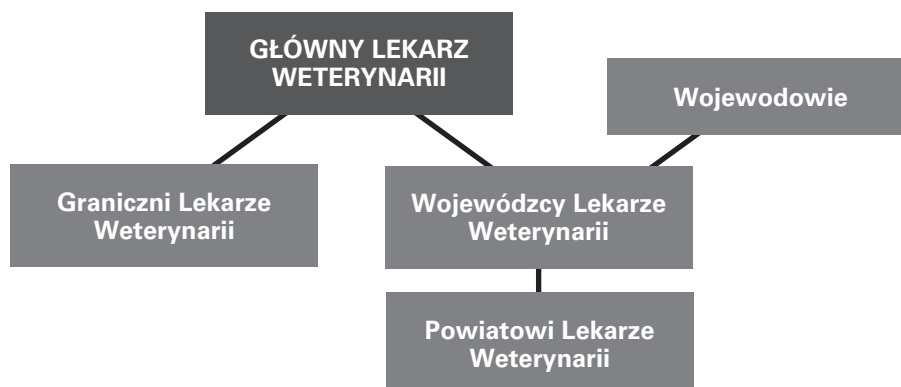 GŁÓWNY LEKARZ
WETERYNARII
Wojewodowie
Graniczni Lekarze
Weterynarii
Wojewódzcy Lekarze
Weterynarii
Powiatowi Lekarze
Weterynarii